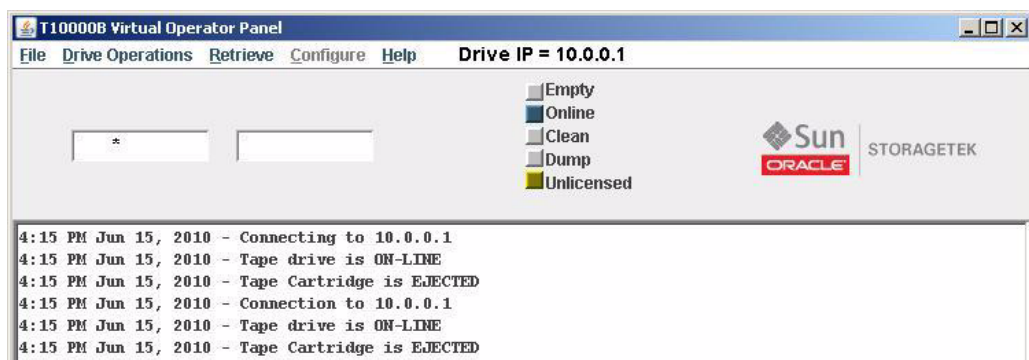 T10000B Virtual Operator Panel
File Drive Operations Retrieve Configure Help Drive IP = 10.0.0.1
Empty
Online
Clean
Dump
Unlicensed
*
Sun
ORACLE
STORAGETEK
4:15 PM Jun 15, 2010 - Connecting to 10.0.0.1
4:15 PM Jun 15, 2010 - Tape drive is ON-LINE
4:15 PM Jun 15, 2010 - Tape Cartridge is EJECTED
4:15 PM Jun 15, 2010 - Connection to 10.0.0.1
4:15 PM Jun 15, 2010 - Tape drive is ON-LINE
4:15 PM Jun 15, 2010 - Tape Cartridge is EJECTED